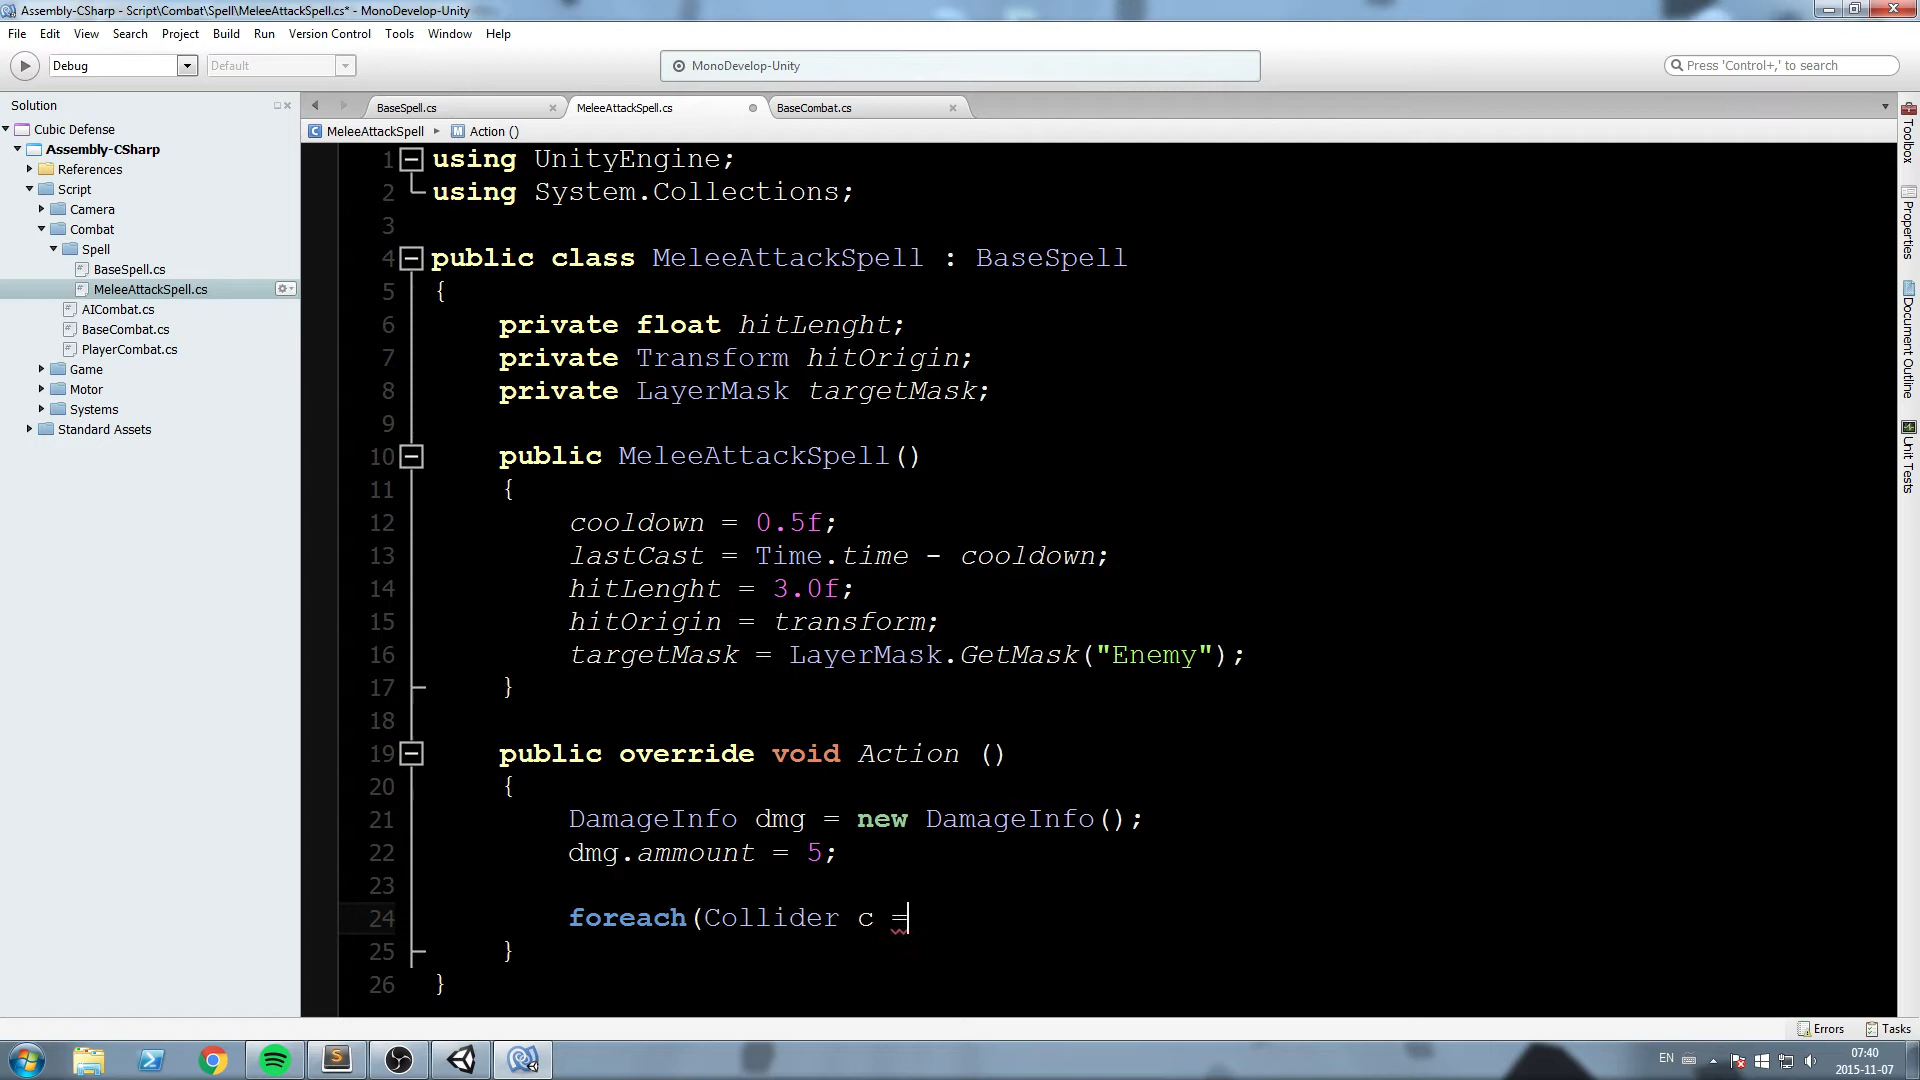 Assembly-CSharp - Script\Combat\Spell\MeleeAttackSpell.cs* - MonoDevelop-Unity
File Edit View Search Project Build Run Version Control Tools Window Help
Debug Default MonoDevelop-Unity Press 'Control+,' to search
Solution
Cubic Defense
Assembly-CSharp
References
Script
Camera
Combat
Spell
BaseSpell.cs
MeleeAttackSpell.cs
AICombat.cs
BaseCombat.cs
PlayerCombat.cs
Game
Motor
Systems
Standard Assets
BaseSpell.cs MeleeAttackSpell.cs BaseCombat.cs
MeleeAttackSpell Action ()
1 using UnityEngine;
2 using System.Collections;
3
4 public class MeleeAttackSpell : BaseSpell
5 {
6 private float hitLenght;
7 private Transform hitOrigin;
8 private LayerMask targetMask;
9
10 public MeleeAttackSpell()
11 {
12 cooldown = 0.5f;
13 lastCast = Time.time - cooldown;
14 hitLenght = 3.0f;
15 hitOrigin = transform;
16 targetMask = LayerMask.GetMask("Enemy");
17 }
18
19 public override void Action ()
20 {
21 DamageInfo dmg = new DamageInfo();
22 dmg.ammount = 5;
23
24 foreach(Collider c =
25 }
26 }
Toolbox
Properties
Document Outline
Unit Tests
Errors Tasks
EN
07:40
2015-11-07